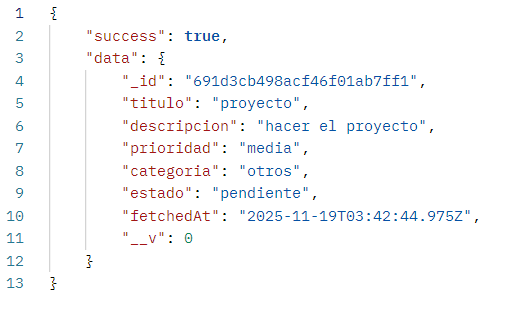 1 {
2 "success": true,
3 "data": {
4 "_id": "691d3cb498acf46f01ab7ff1",
5 "titulo": "proyecto",
6 "descripcion": "hacer el proyecto",
7 "prioridad": "media",
8 "categoria": "otros",
9 "estado": "pendiente",
10 "fetchedAt": "2025-11-19T03:42:44.975Z",
11 "__v": 0
12 }
13 }